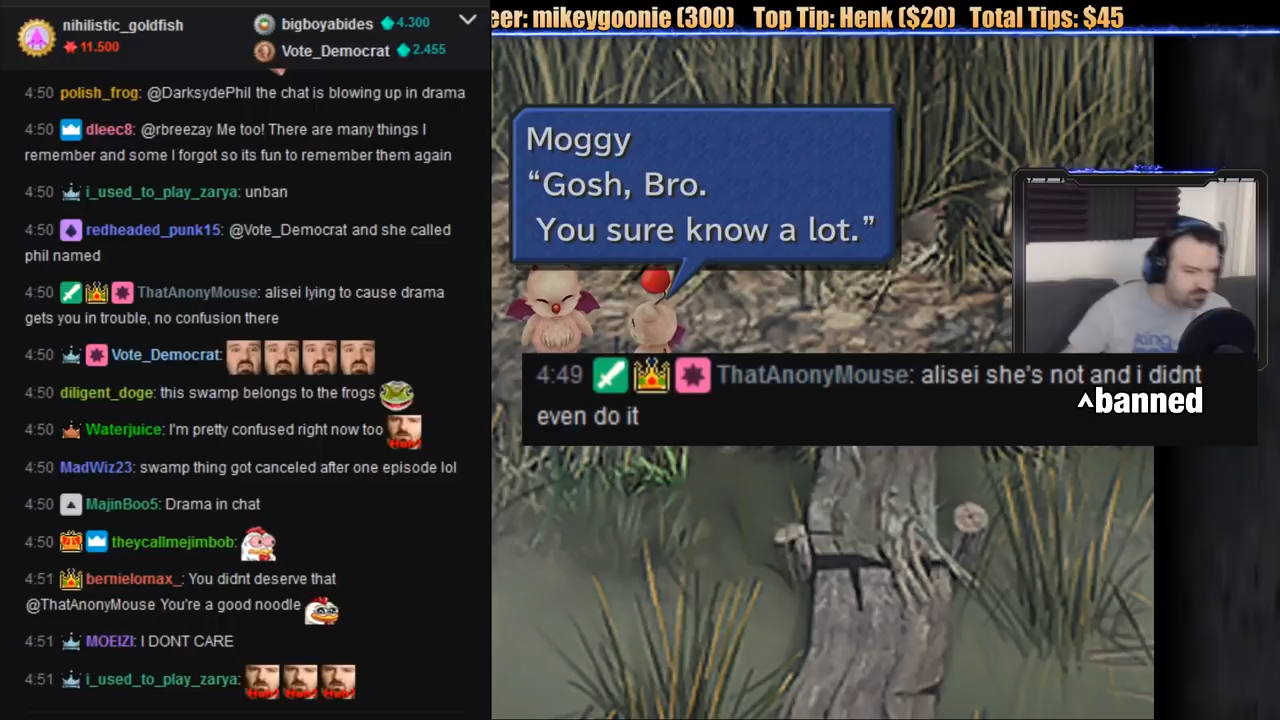 nihilistic_goldfish
11.500
bigboyabides 4.300
Vote_Democrat 2.455
4:50 polish_frog: @DarksydePhil the chat is blowing up in drama
4:50 dleec8: @rbreezay Me too! There are many things I
remember and some I forgot so its fun to remember them again
4:50 i_used_to_play_zarya: unban
4:50 redheaded_punk15: @Vote_Democrat and she called
phil named
4:50 ThatAnonyMouse: alisei lying to cause drama
gets you in trouble, no confusion there
4:50 Vote_Democrat:
4:50 diligent_doge: this swamp belongs to the frogs
4:50 Waterjuice: I'm pretty confused right now too
4:50 MadWiz23: swamp thing got canceled after one episode lol
4:50 MajinBoo5: Drama in chat
4:50 theycallmejimbob:
4:51 bernielomax_: You didnt deserve that
@ThatAnonyMouse You're a good noodle
4:51 MOEIZI: I DONT CARE
4:51 i_used_to_play_zarya:
Huh! Huh! Huh!
eer: mikeygoonie (300) Top Tip: Henk ($20) Total Tips: $45
Moggy
“Gosh, Bro.
You sure know a lot.”
4:49 ThatAnonyMouse: alisei she's not and i didnt
even do it
^banned